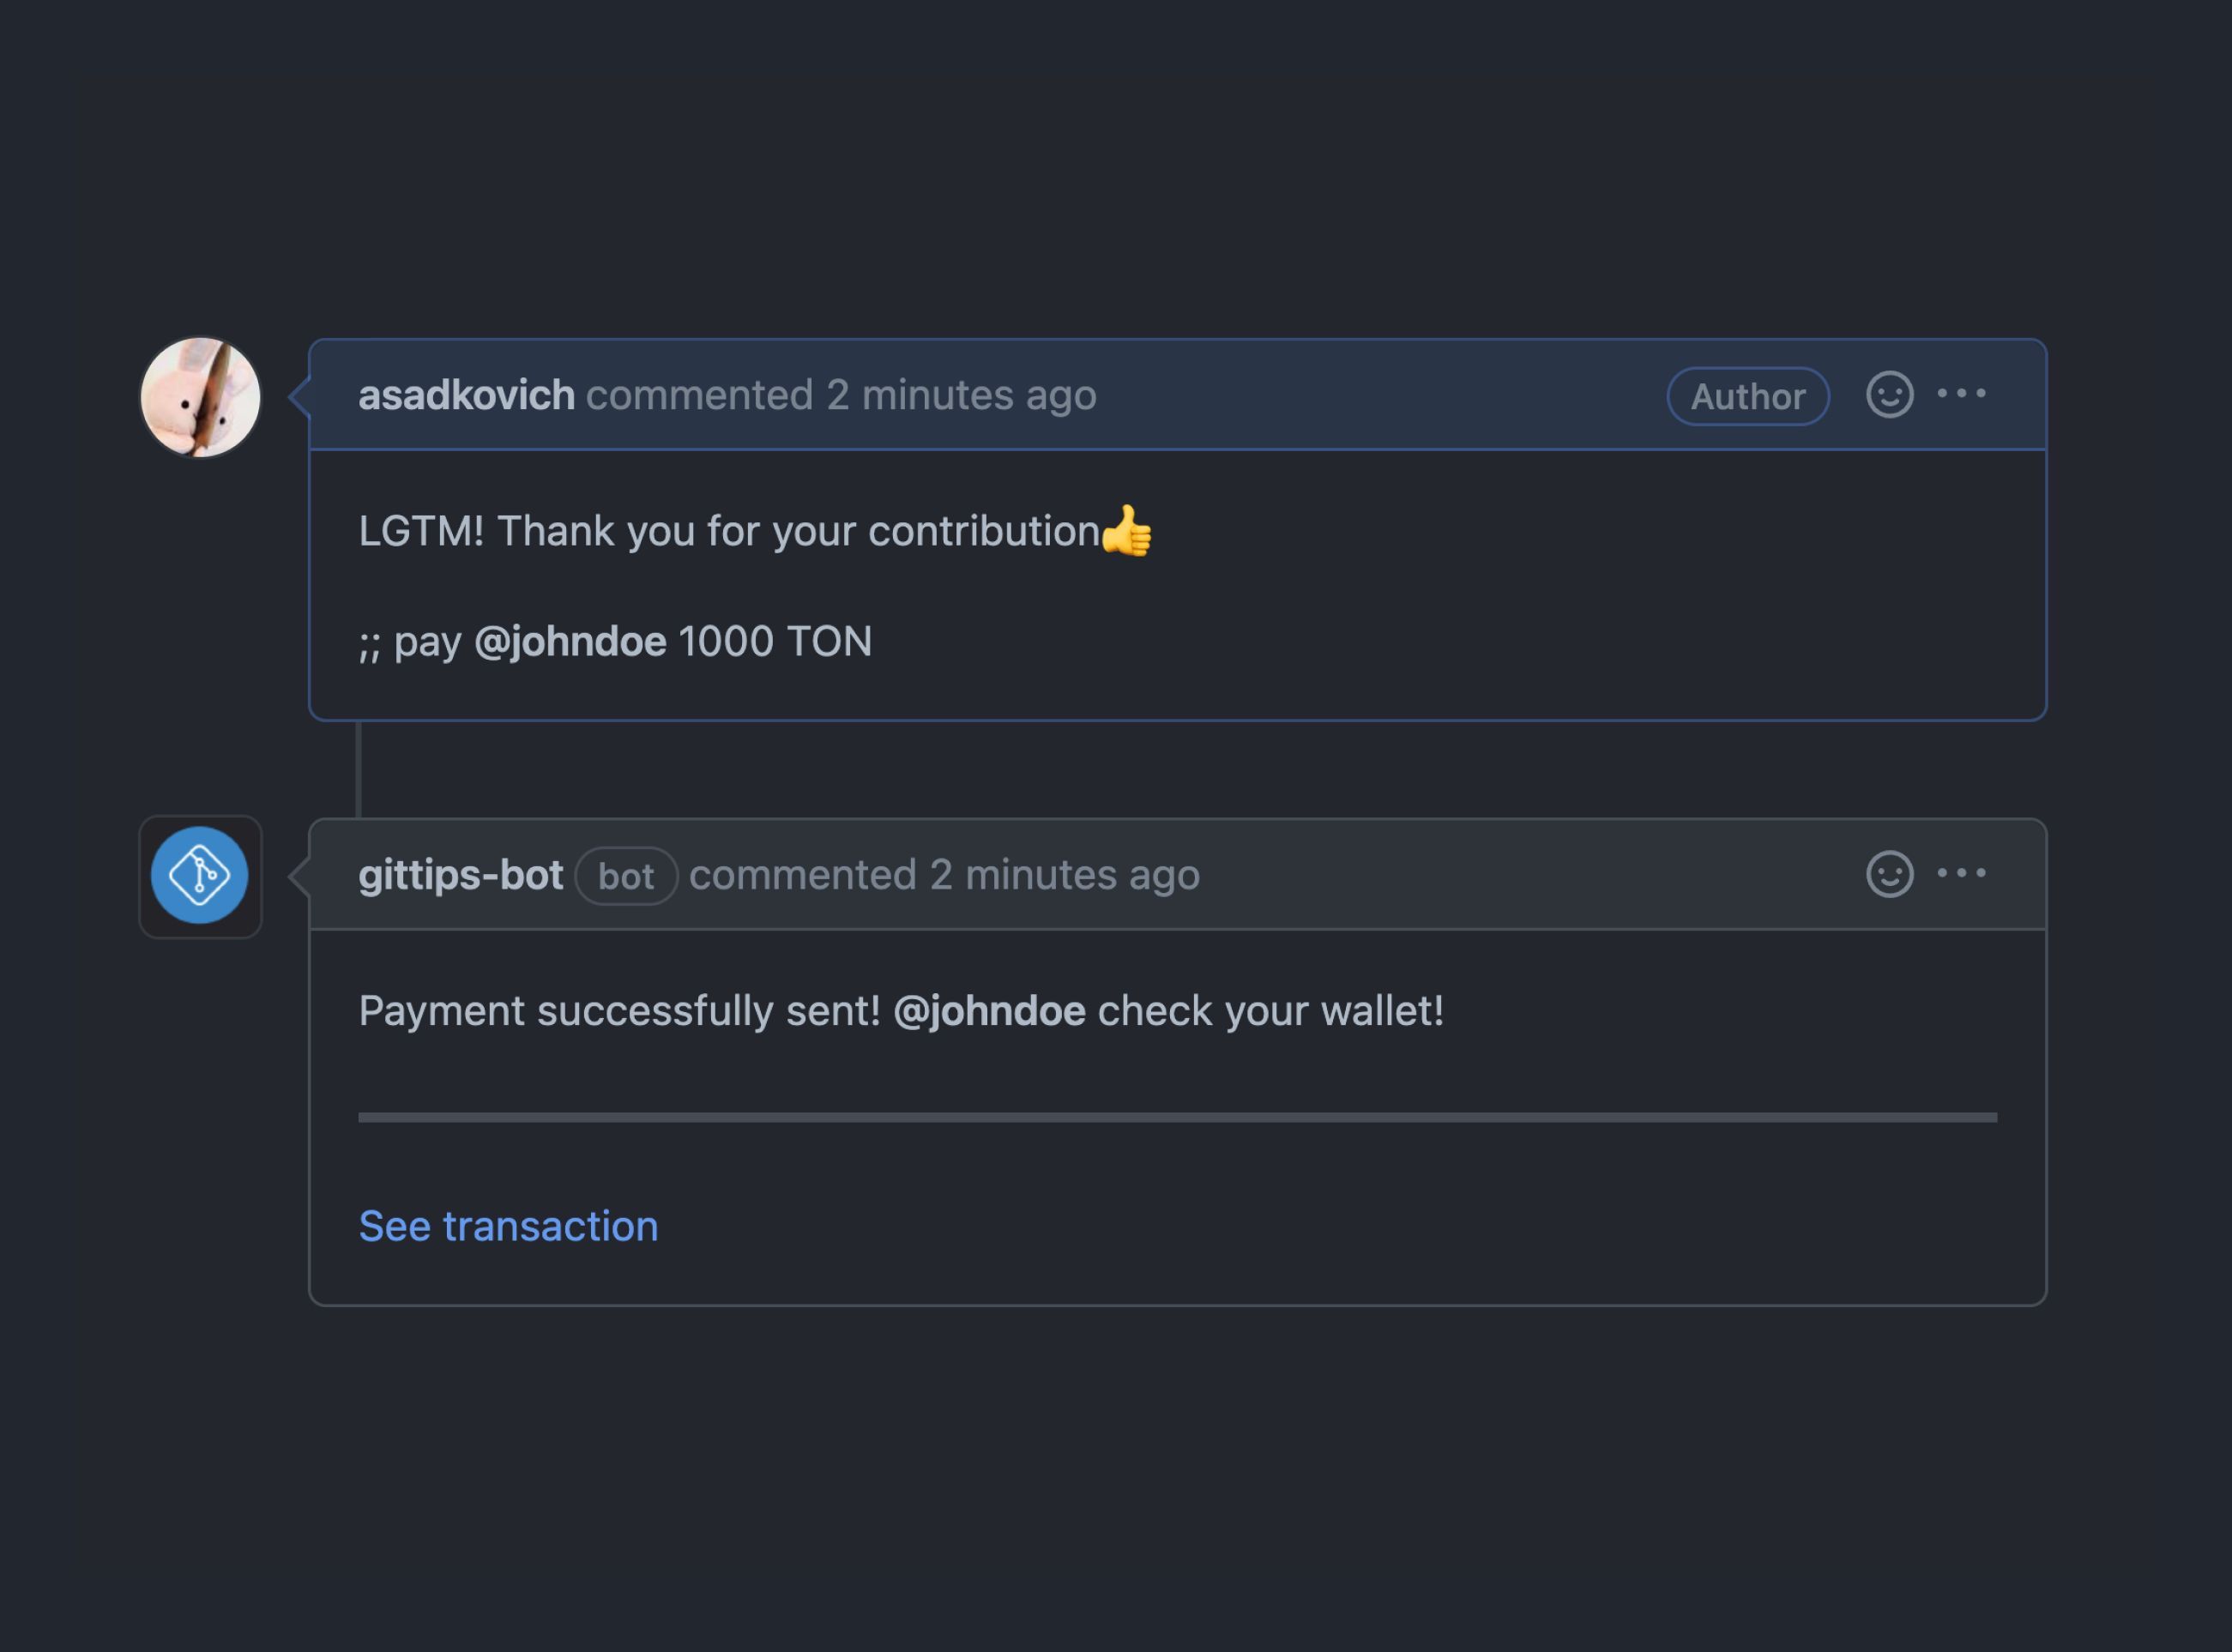 asadkovich commented 2 minutes ago Author
LGTM! Thank you for your contribution👍
;; pay @johndoe 1000 TON
gittips-bot bot commented 2 minutes ago
Payment successfully sent! @johndoe check your wallet!
See transaction